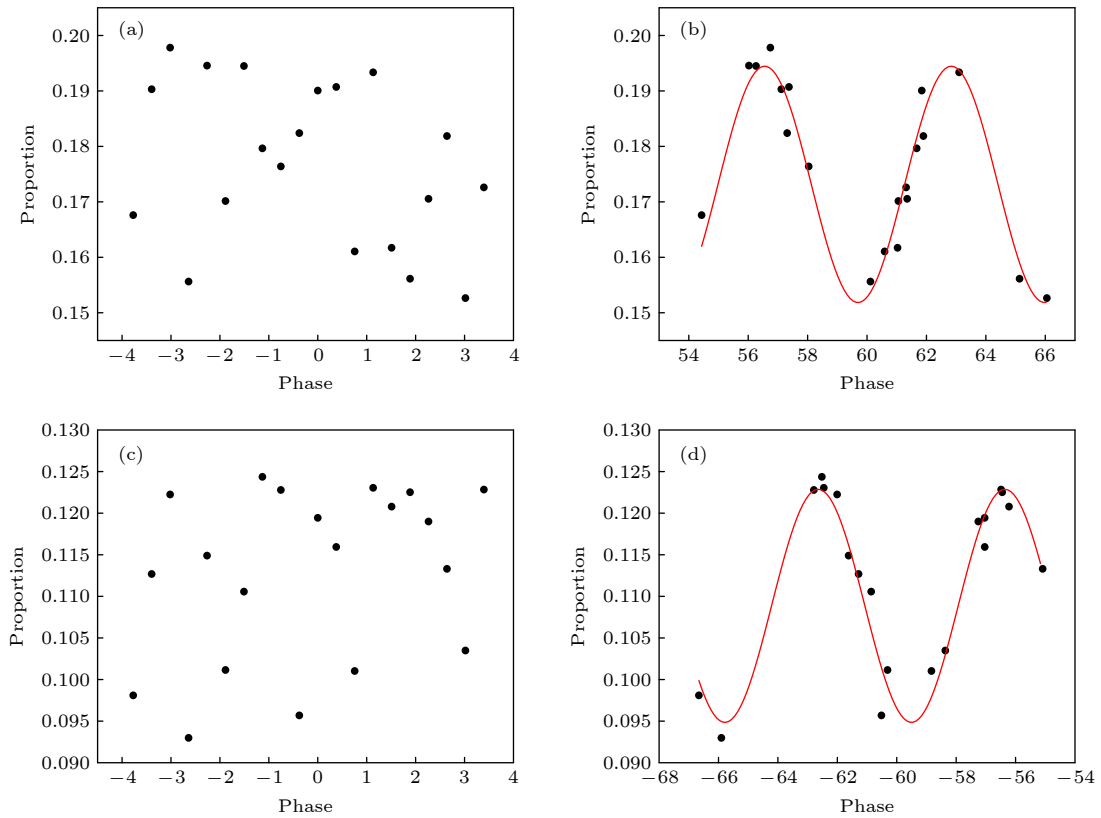 (a)
Proportion
0.20
0.19
0.18
0.17
0.16
0.15
−4 −3 −2 −1 0 1 2 3 4
Phase
(b)
Proportion
0.20
0.19
0.18
0.17
0.16
0.15
54 56 58 60 62 64 66
Phase
(c)
Proportion
0.130
0.125
0.120
0.115
0.110
0.105
0.100
0.095
0.090
−4 −3 −2 −1 0 1 2 3 4
Phase
(d)
Proportion
0.130
0.125
0.120
0.115
0.110
0.105
0.100
0.095
0.090
−68 −66 −64 −62 −60 −58 −56 −54
Phase